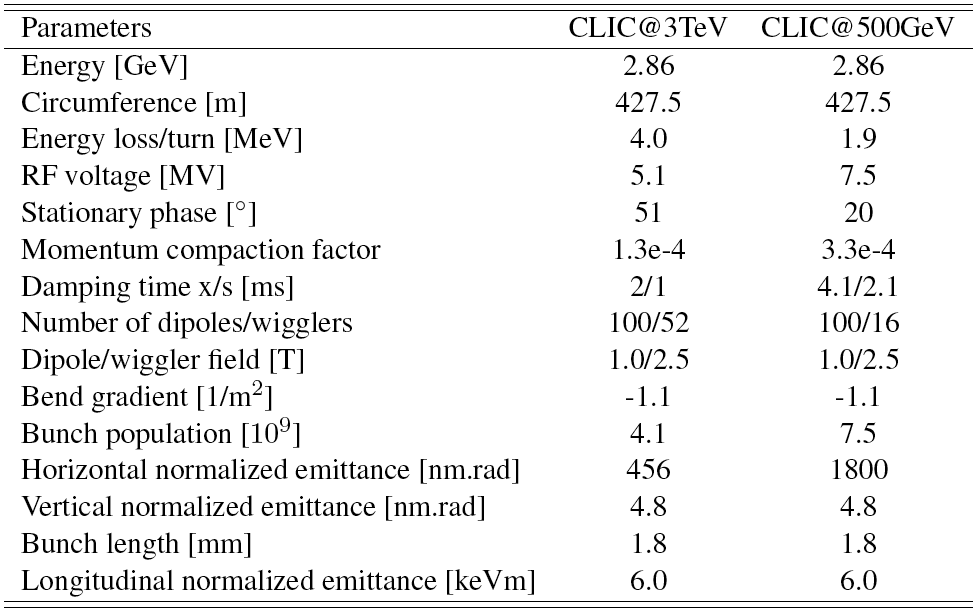 Parameters CLIC@3TeV CLIC@500GeV
Energy [GeV] 2.86 2.86
Circumference [m] 427.5 427.5
Energy loss/turn [MeV] 4.0 1.9
RF voltage [MV] 5.1 7.5
Stationary phase [°] 51 20
Momentum compaction factor 1.3e-4 3.3e-4
Damping time x/s [ms] 2/1 4.1/2.1
Number of dipoles/wigglers 100/52 100/16
Dipole/wiggler field [T] 1.0/2.5 1.0/2.5
Bend gradient [1/m²] -1.1 -1.1
Bunch population [10⁹] 4.1 7.5
Horizontal normalized emittance [nm.rad] 456 1800
Vertical normalized emittance [nm.rad] 4.8 4.8
Bunch length [mm] 1.8 1.8
Longitudinal normalized emittance [keVm] 6.0 6.0